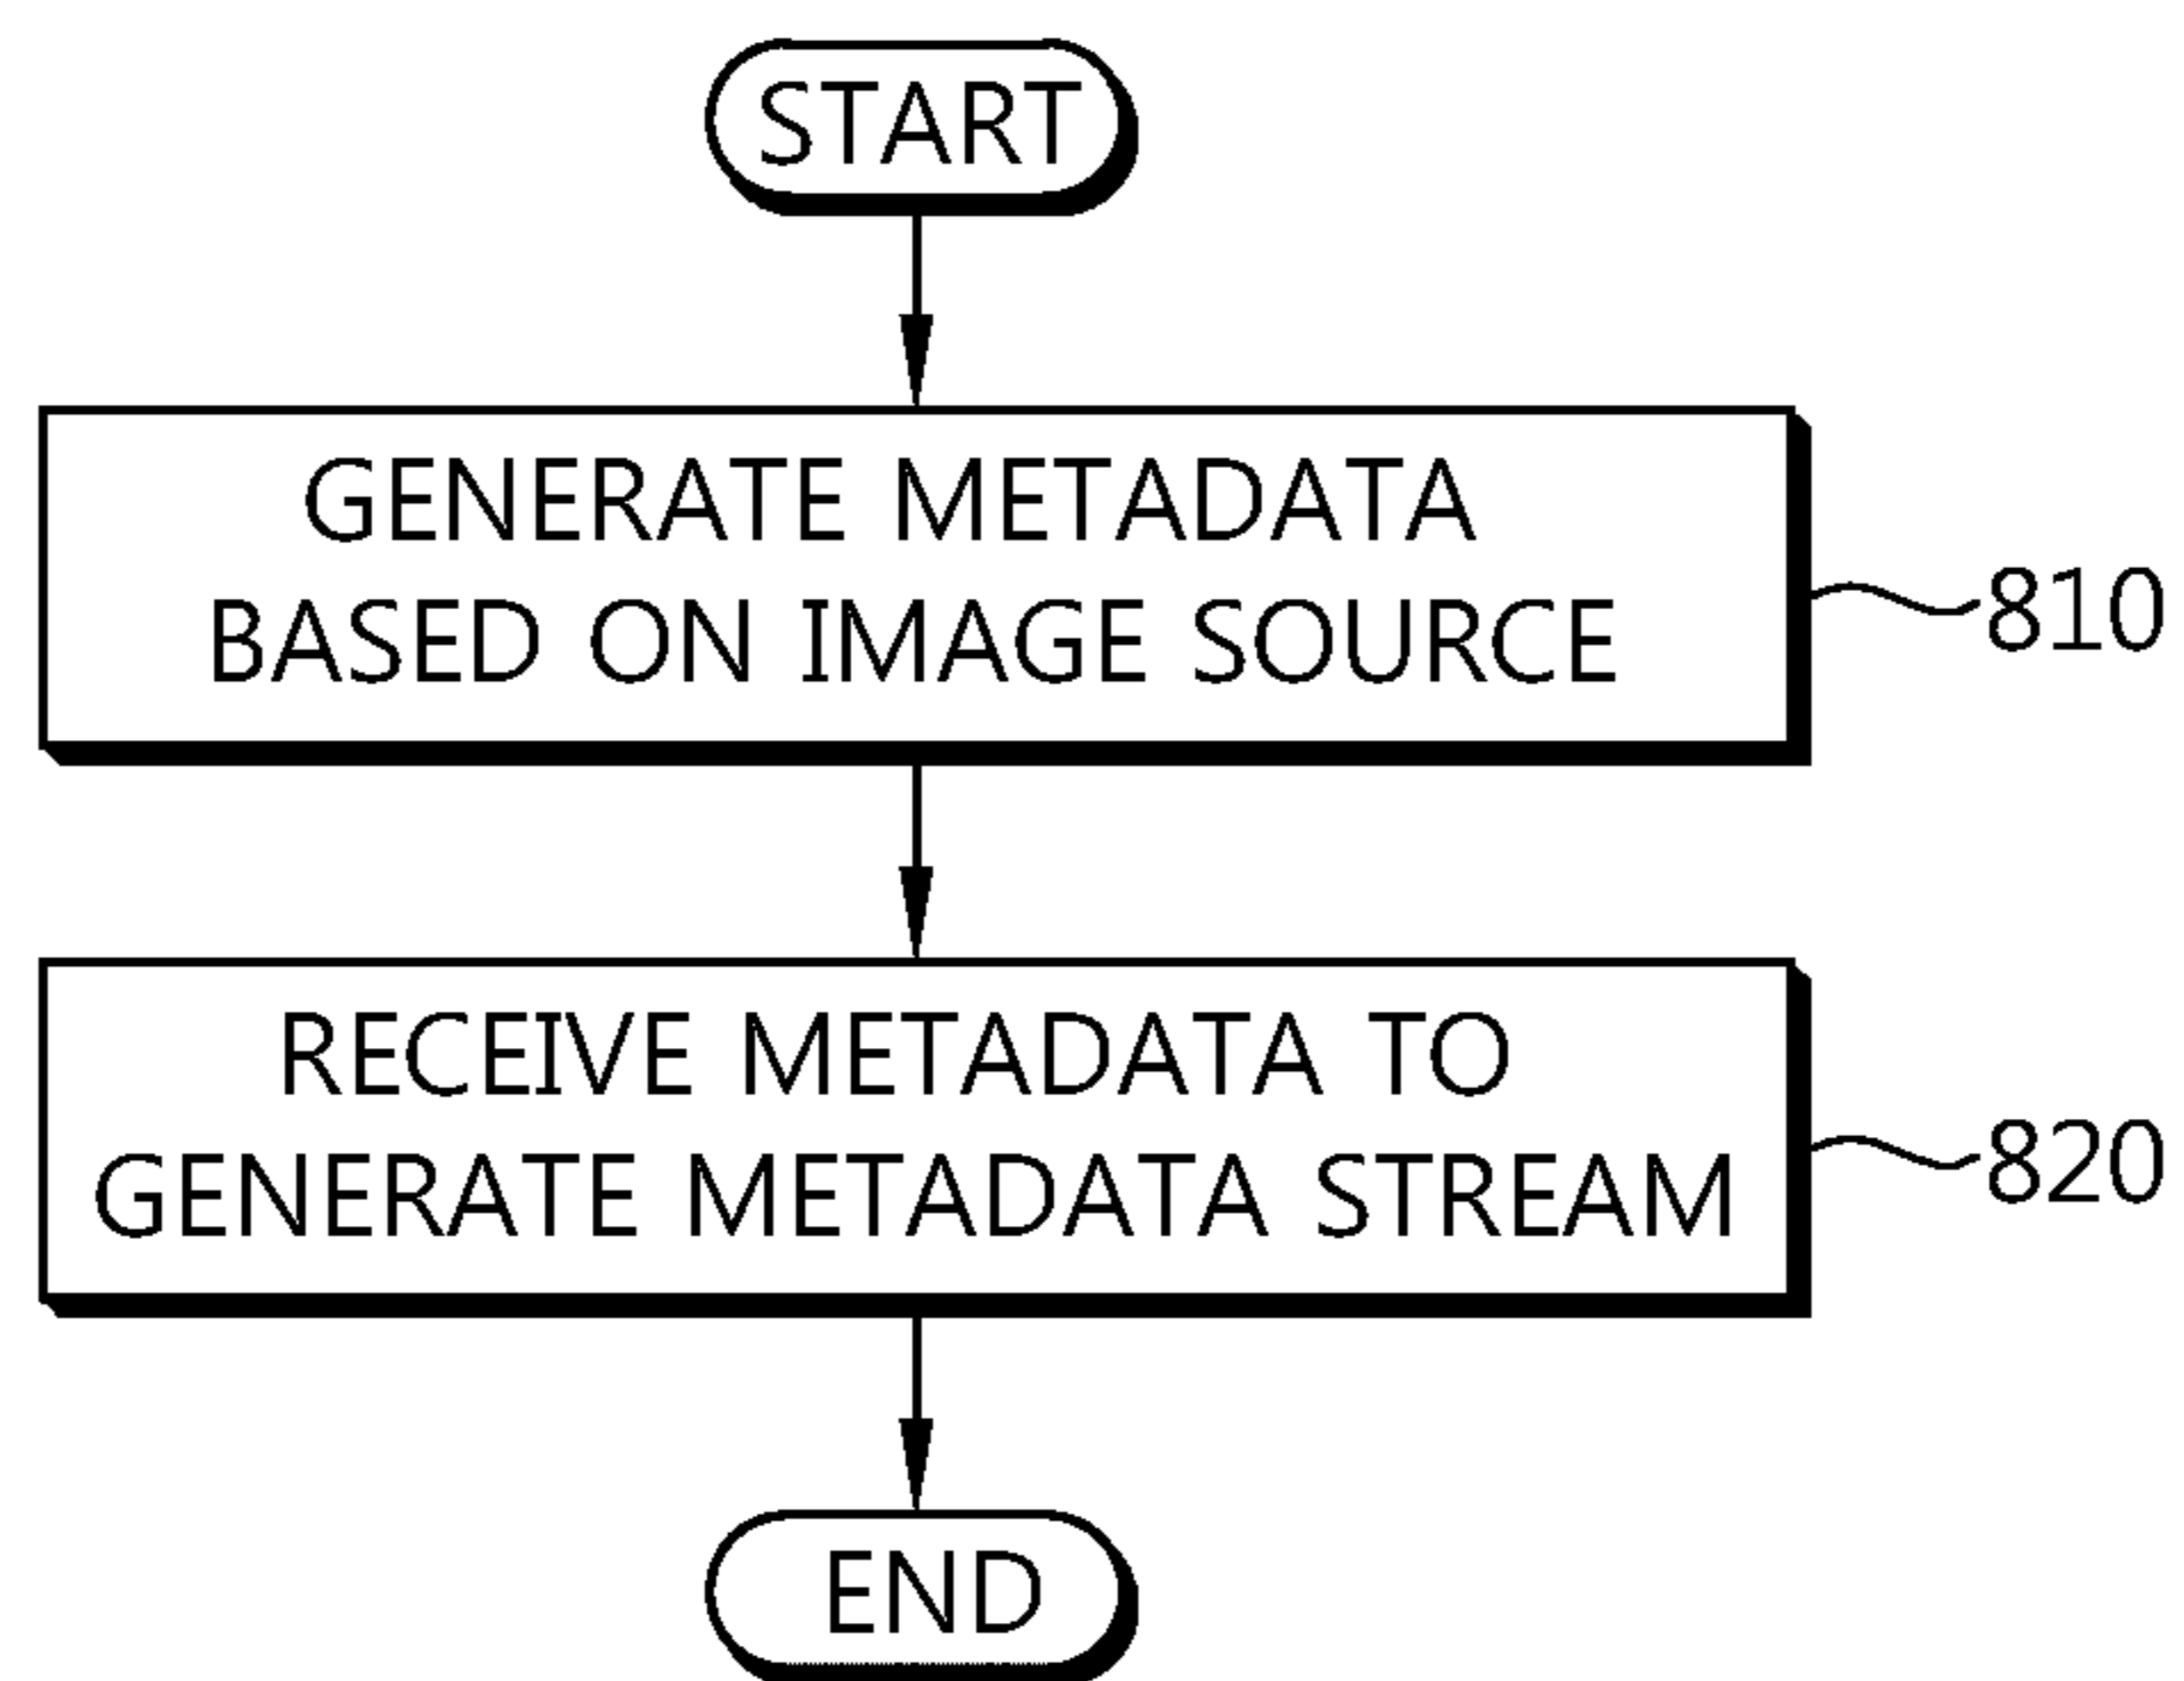 START
GENERATE METADATA
BASED ON IMAGE SOURCE
810
RECEIVE METADATA TO
GENERATE METADATA STREAM
820
END